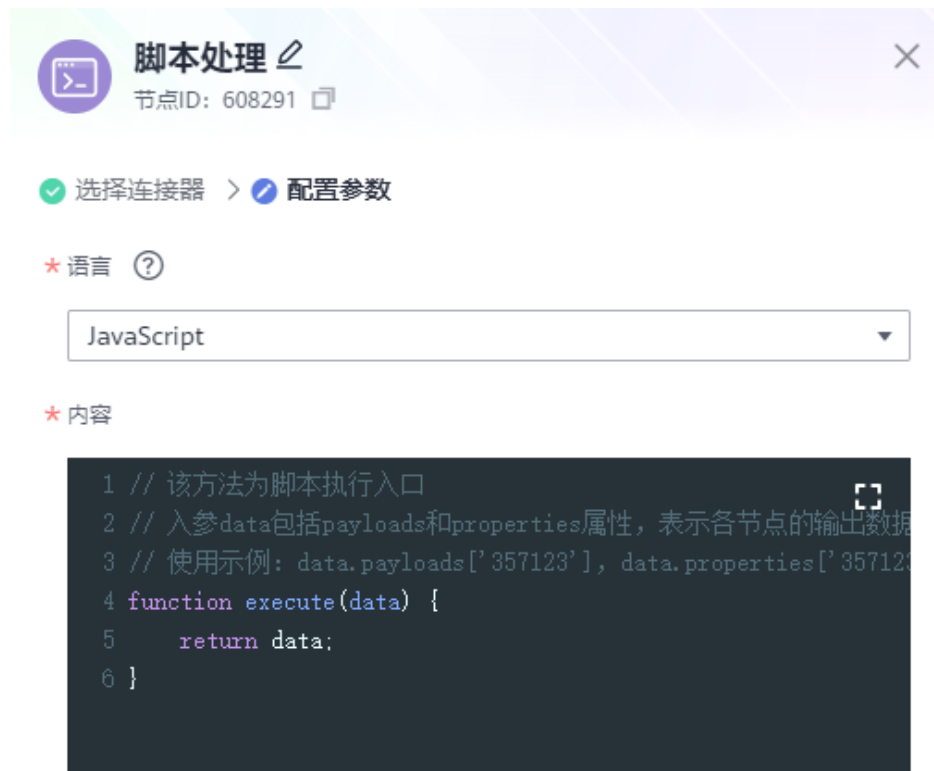 脚本处理
节点ID: 608291
选择连接器 > 配置参数
* 语言 ?
JavaScript
* 内容
1 // 该方法为脚本执行入口
2 // 入参data包括payloads和properties属性，表示各节点的输出数据
3 // 使用示例: data.payloads['357123'], data.properties['357123
4 function execute(data) {
5 return data;
6 }